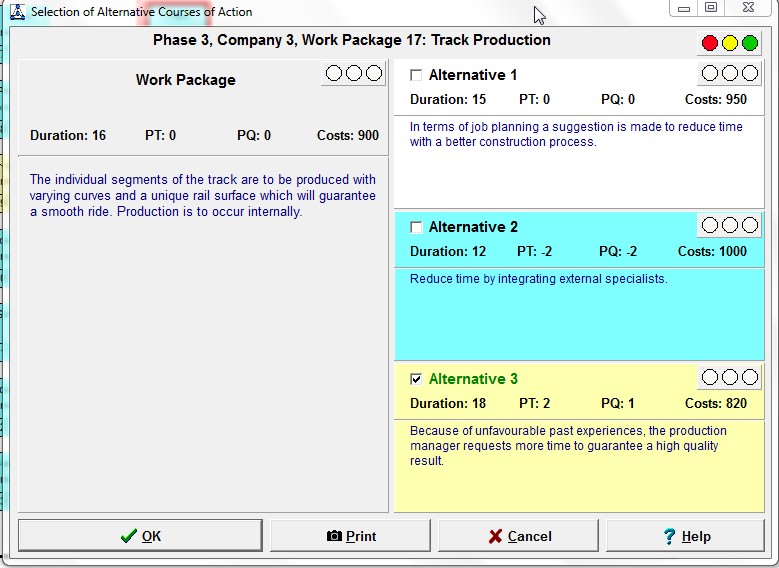 Selection of Alternative Courses of Action
Phase 3, Company 3, Work Package 17: Track Production
Work Package
Duration: 16 PT: 0 PQ: 0 Costs: 900
The individual segments of the track are to be produced with
varying curves and a unique rail surface which will guarantee
a smooth ride. Production is to occur internally.
Alternative 1
Duration: 15 PT: 0 PQ: 0 Costs: 950
In terms of job planning a suggestion is made to reduce time
with a better construction process.
Alternative 2
Duration: 12 PT: -2 PQ: -2 Costs: 1000
Reduce time by integrating external specialists.
Alternative 3
Duration: 18 PT: 2 PQ: 1 Costs: 820
Because of unfavourable past experiences, the production
manager requests more time to guarantee a high quality
result.
OK Print Cancel ? Help